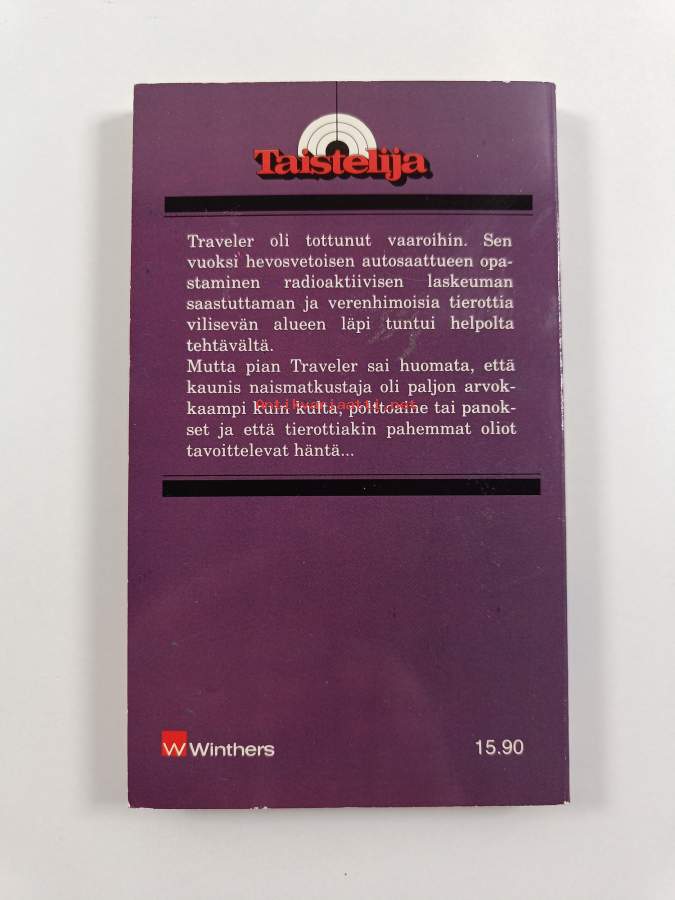 Taistelija
Traveler oli tottunut vaaroihin. Sen
vuoksi hevosvetoisen autosaattueen opa-
staminen radioaktiivisen laskeuman
saastuttaman ja verenhimoisia tierottia
vilisevän alueen läpi tuntui helpolta
tehtävältä.
Mutta pian Traveler sai huomata, että
kaunis naismatkustaja oli paljon arvok-
kaampi kuin kulta, polttoaine tai panok-
Antikvariaatti.net
set ja että tierottiakin pahemmat oliot
tavoittelevat häntä...
W Winthers
15.90